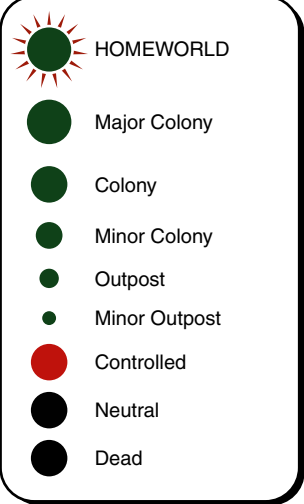 HOMEWORLD
Major Colony
Colony
Minor Colony
Outpost
Minor Outpost
Controlled
Neutral
Dead